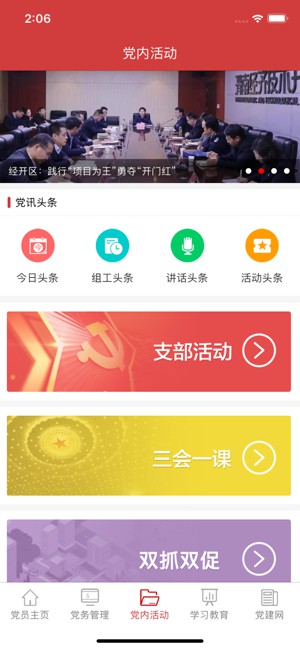 2:06
党内活动
经开区：践行“项目为王”勇夺“开门红”
党讯头条
今日头条
组工头条
讲话头条
活动头条
支部活动
三会一课
双抓双促
党员主页
党务管理
党内活动
学习教育
党建网